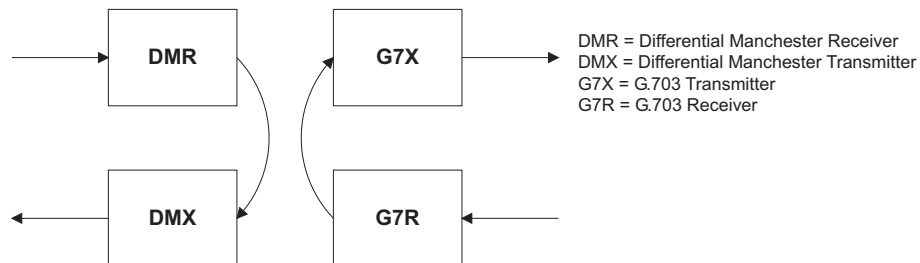 DMR
G7X
DMR = Differential Manchester Receiver
DMX = Differential Manchester Transmitter
G7X = G.703 Transmitter
G7R = G.703 Receiver
DMX
G7R